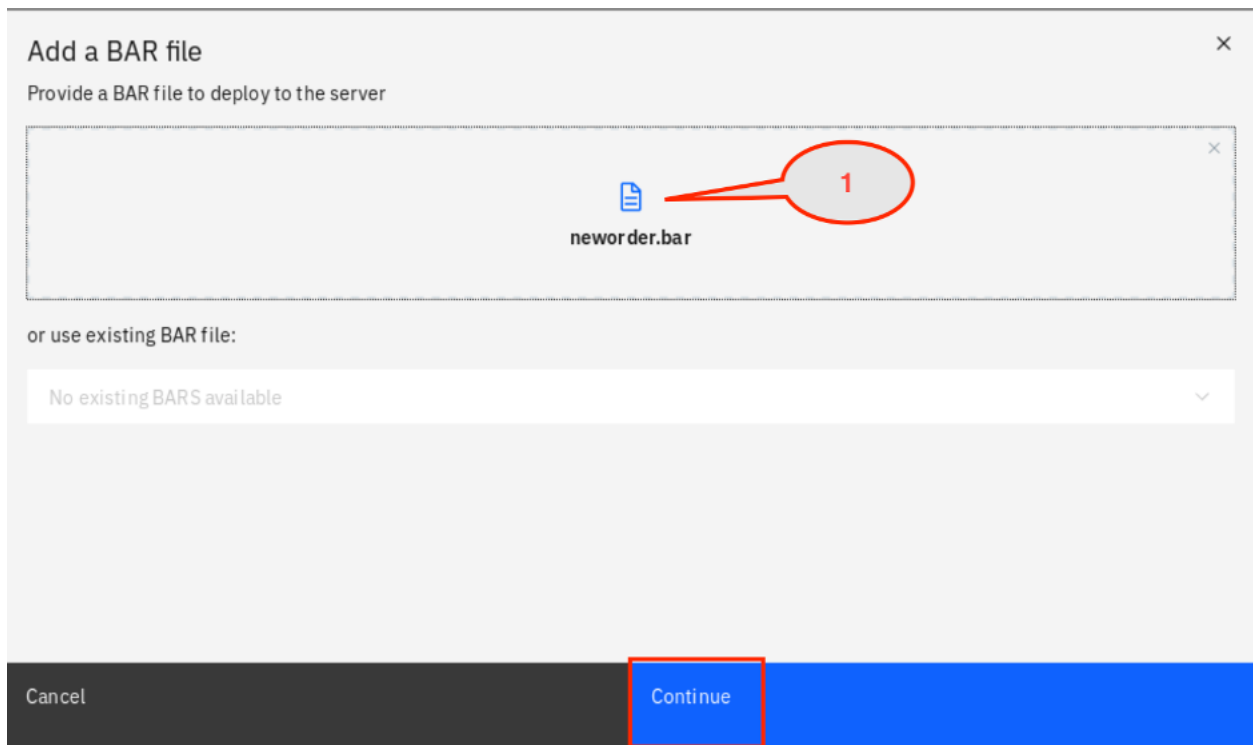 Add a BAR file
Provide a BAR file to deploy to the server
1
neworder.bar
or use existing BAR file:
No existing BARS available
Cancel
Continue